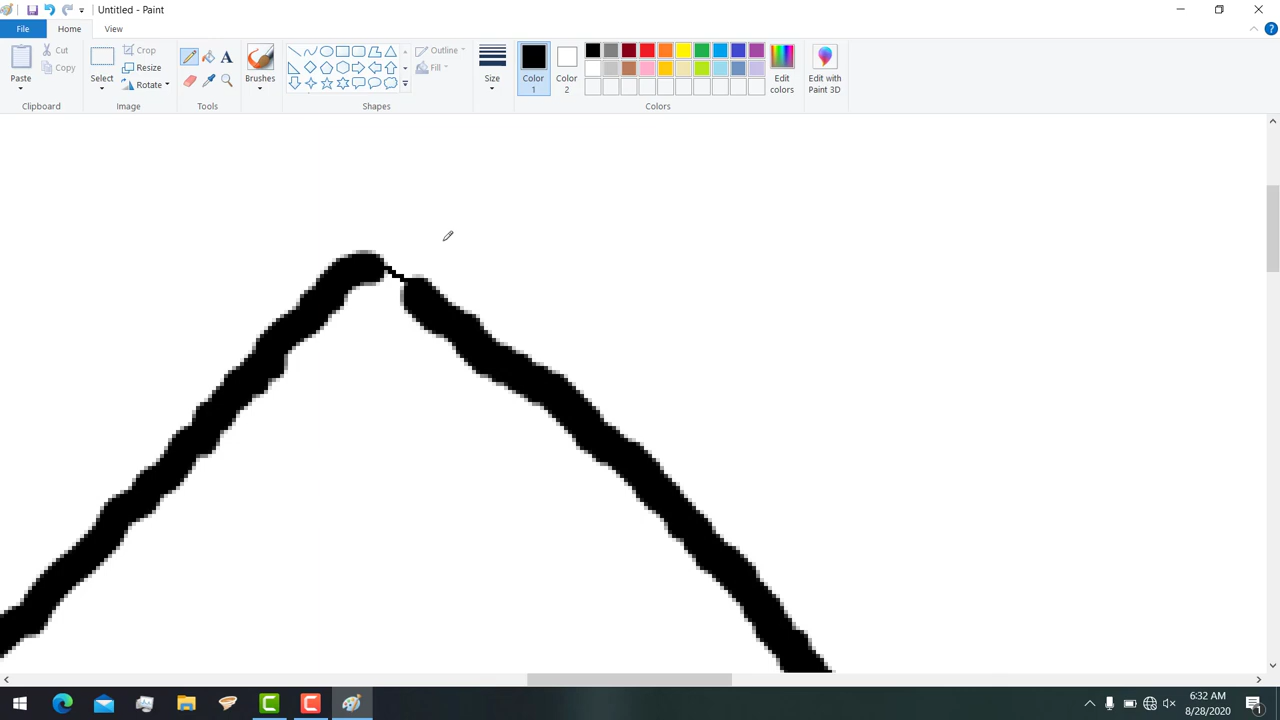 Untitled - Paint
File
Home
View
Paste
Cut
Copy
Clipboard
Select
Crop
Resize
Rotate
Image
A
Tools
Brushes
Outline
Fill
Shapes
Size
Color
1
Color
2
Edit
colors
Colors
Edit with
Paint 3D
6:32 AM
8/28/2020
1